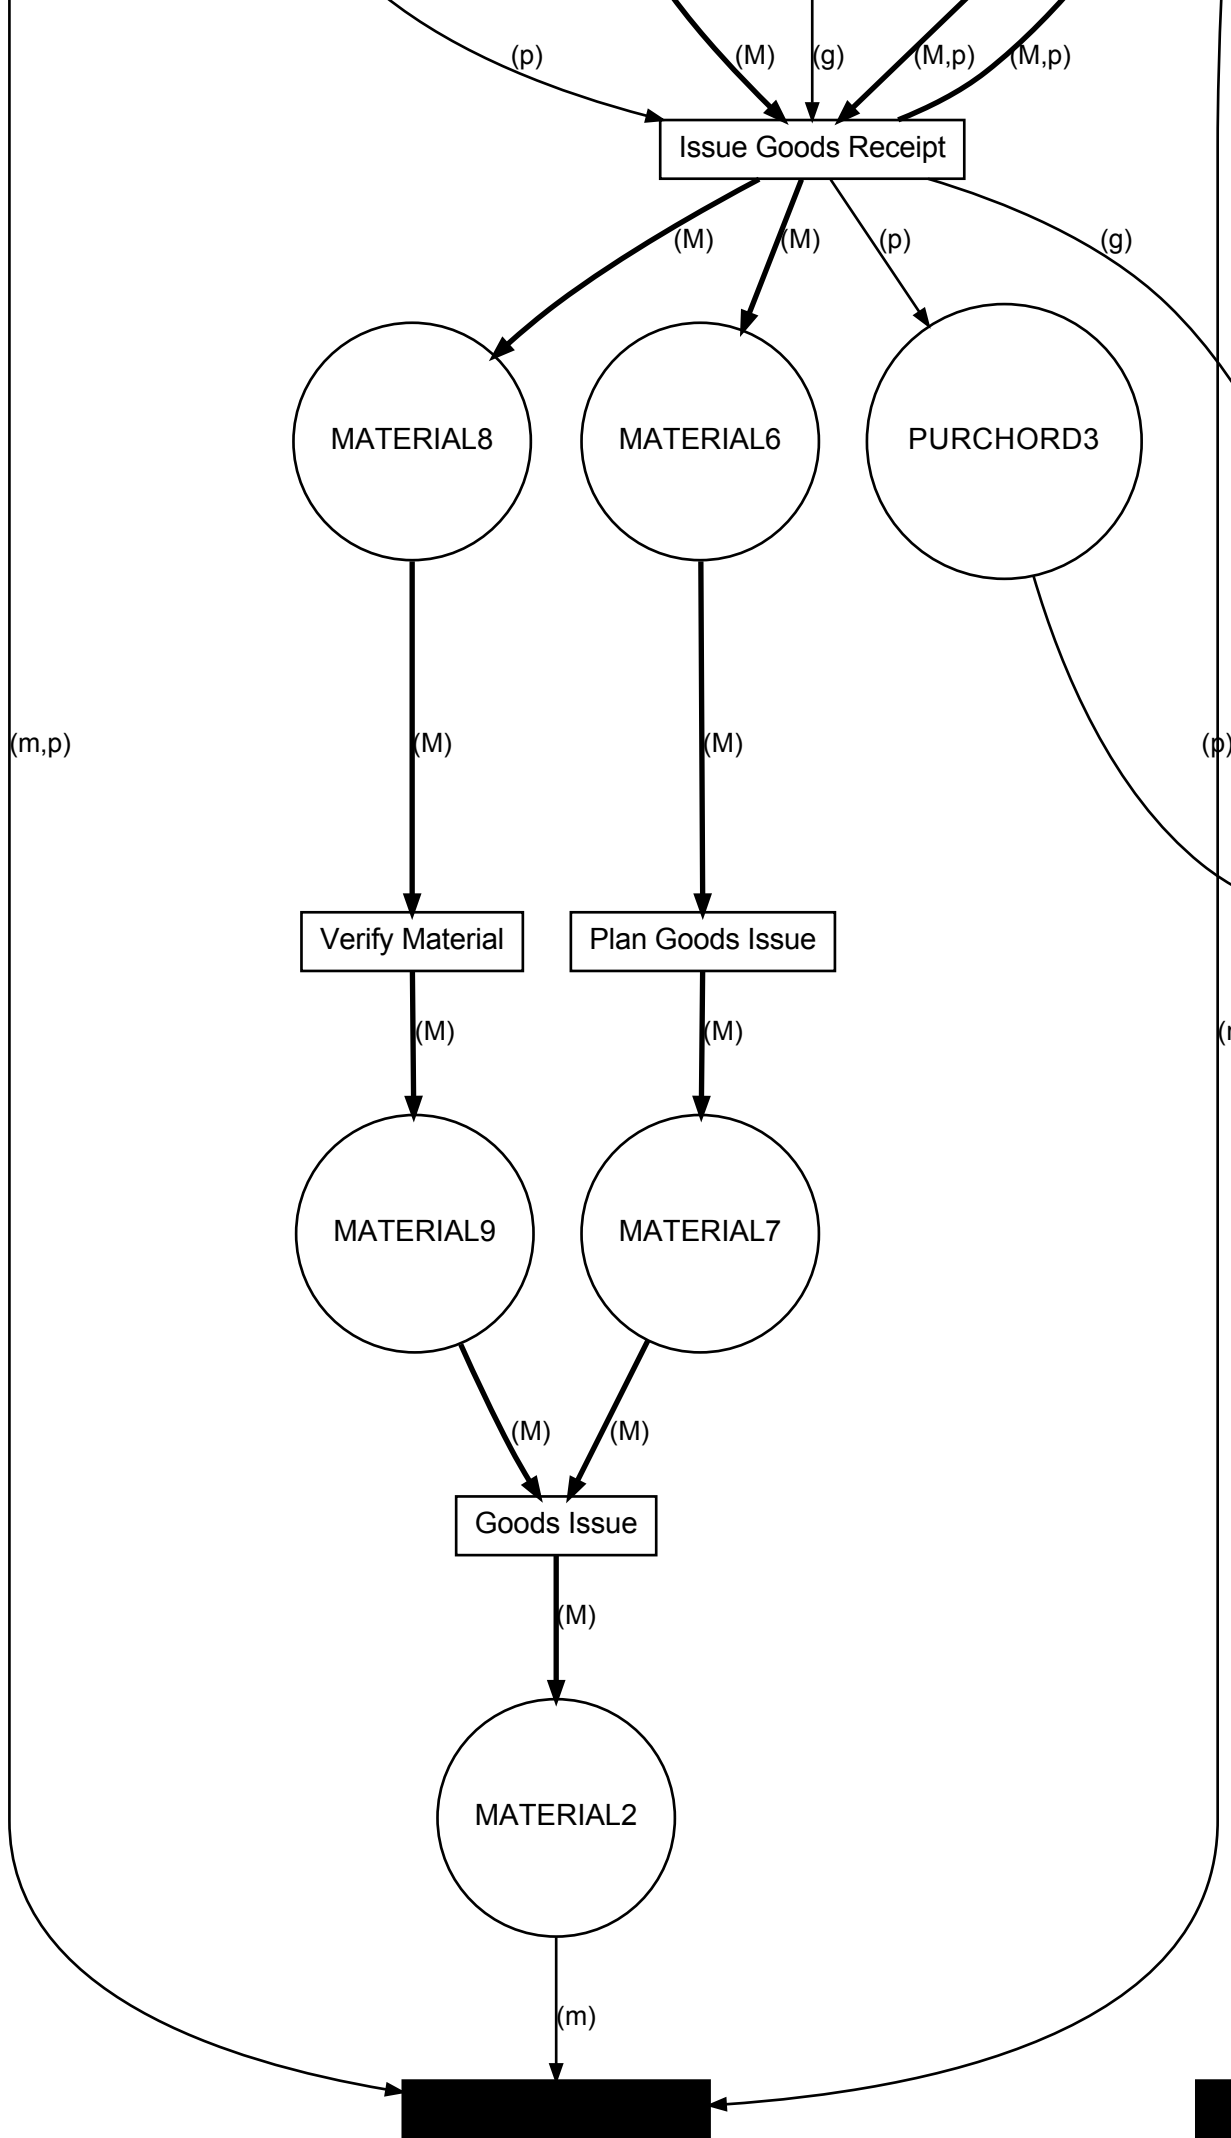 (p)
(M)
(g)
(M,p)
(M,p)
Issue Goods Receipt
(M)
(M)
(p)
(g)
MATERIAL8
MATERIAL6
PURCHORD3
(m,p)
(M)
(M)
(p)
Verify Material
Plan Goods Issue
(M)
(M)
MATERIAL9
MATERIAL7
(M)
(M)
Goods Issue
(M)
MATERIAL2
(m)